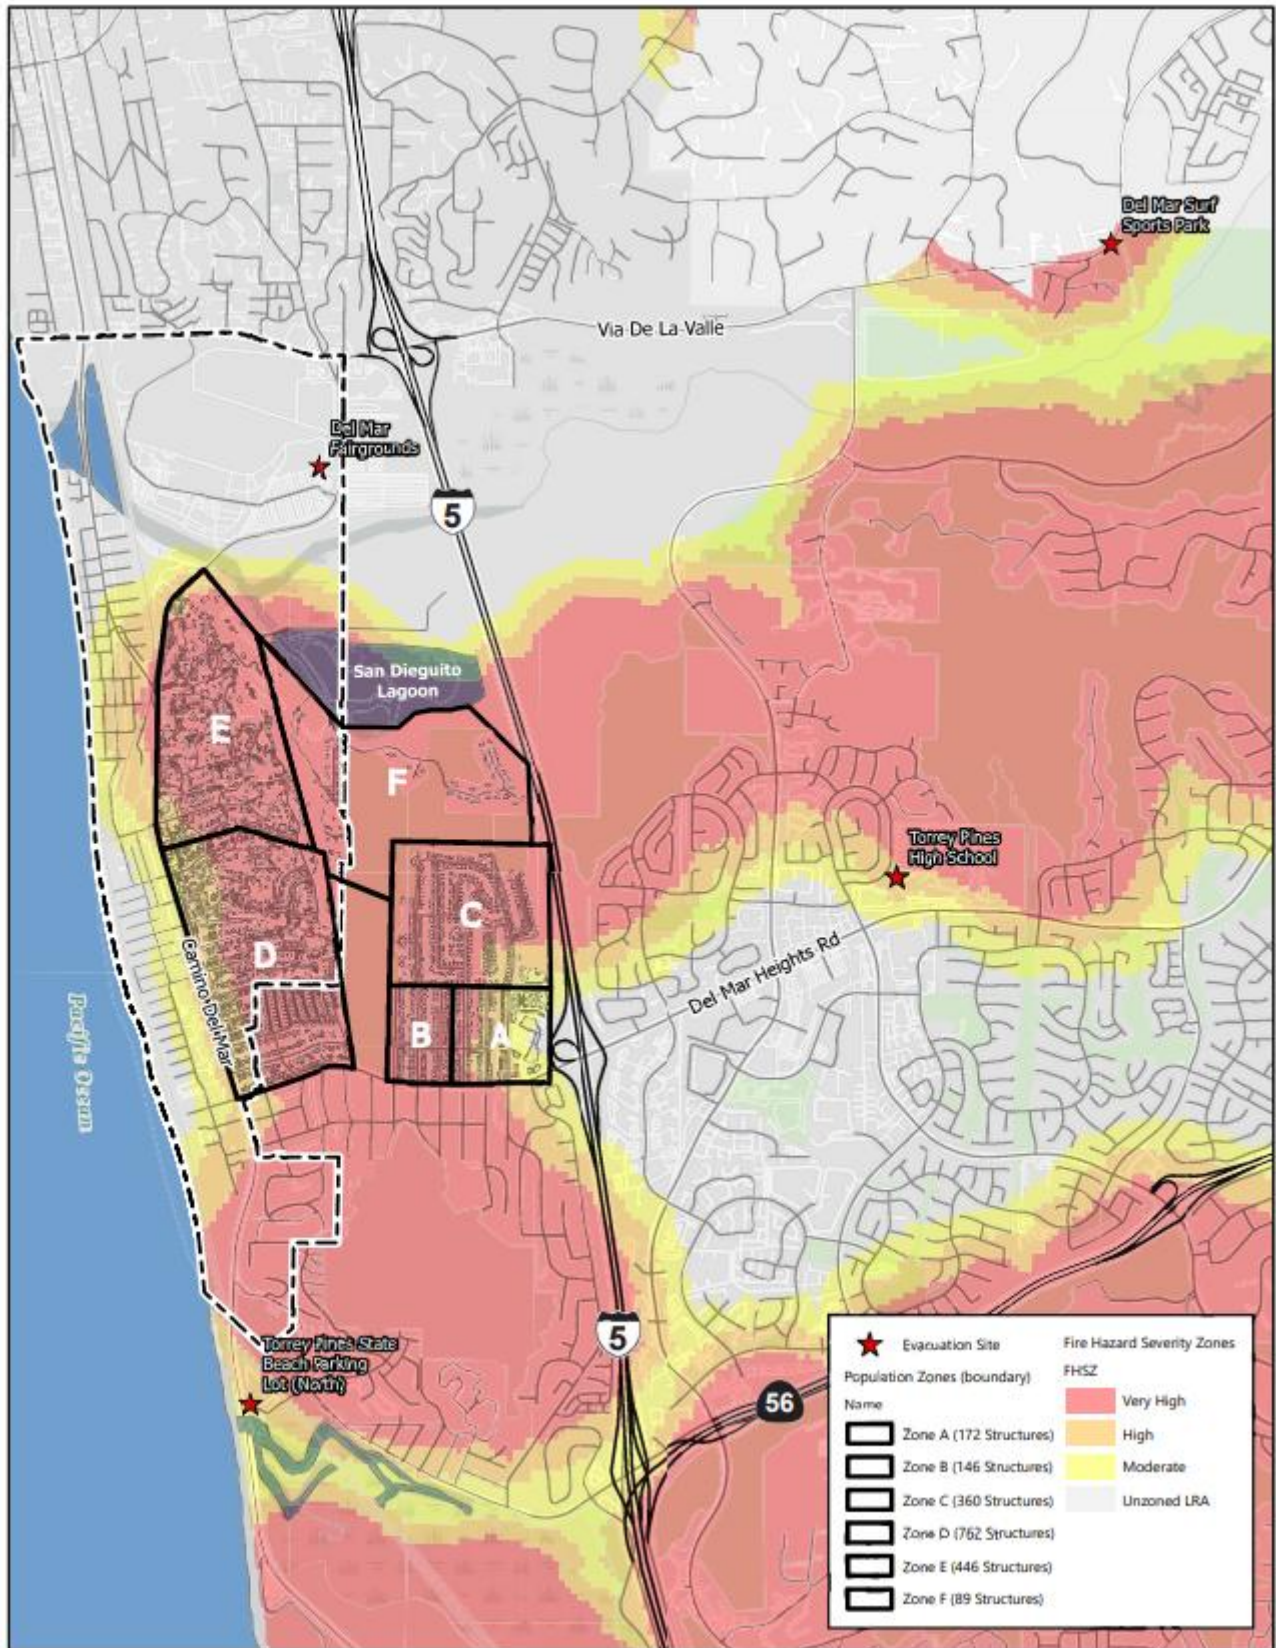 Del Mar Surf
Sports Park
Via De La Valle
Del Mar
Fairgrounds
5
San Dieguito
Lagoon
E
F
Torrey Pines
High School
C
D
Camino Del Mar
Del Mar Heights Rd
B
A
Pacific Ocean
5
Torrey Pines State
Beach Parking
Lot (North)
56
Evacuation Site
Population Zones (boundary)
Name
Zone A (172 Structures)
Zone B (146 Structures)
Zone C (360 Structures)
Zone D (762 Structures)
Zone E (446 Structures)
Zone F (89 Structures)
Fire Hazard Severity Zones
FHSZ
Very High
High
Moderate
Unzoned LRA